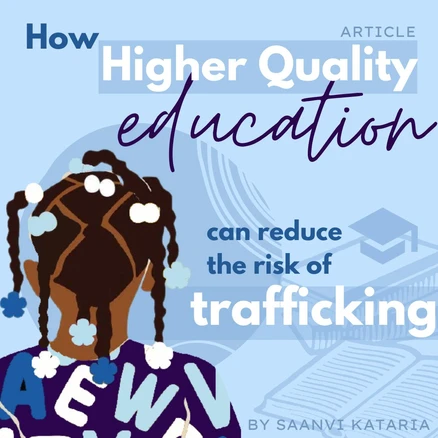 ARTICLE
How
Higher Quality
education
can reduce
the risk of
trafficking
A E W V
BY SAANVI KATARIA